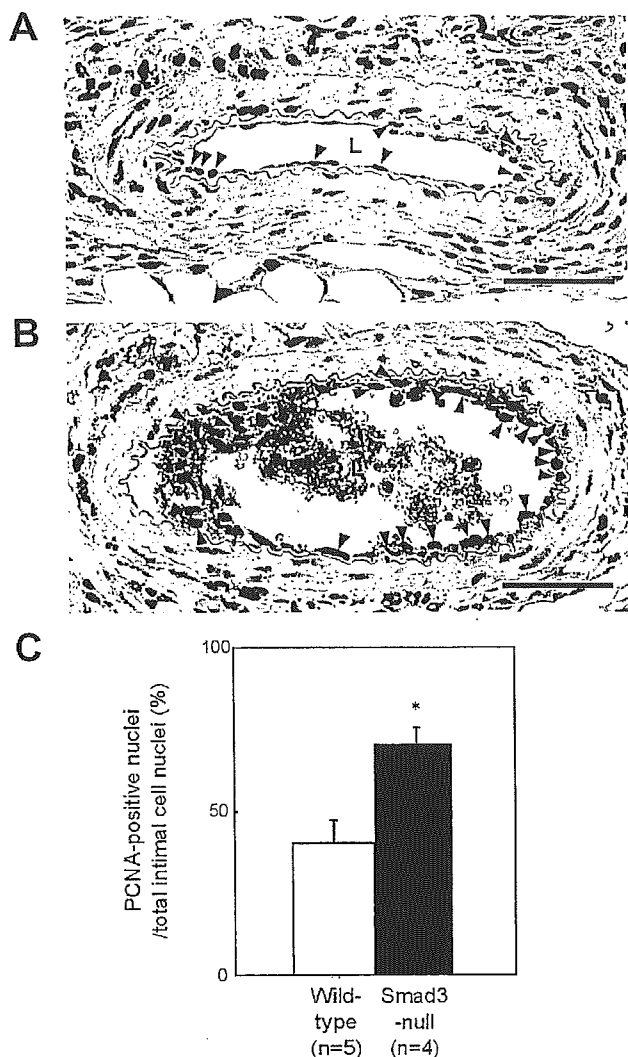 A
L
B
C
PCNA-positive nuclei
/total intimal cell nuclei (%)
100
50
0
*
Wild-
type
(n=5)
Smad3
-null
(n=4)